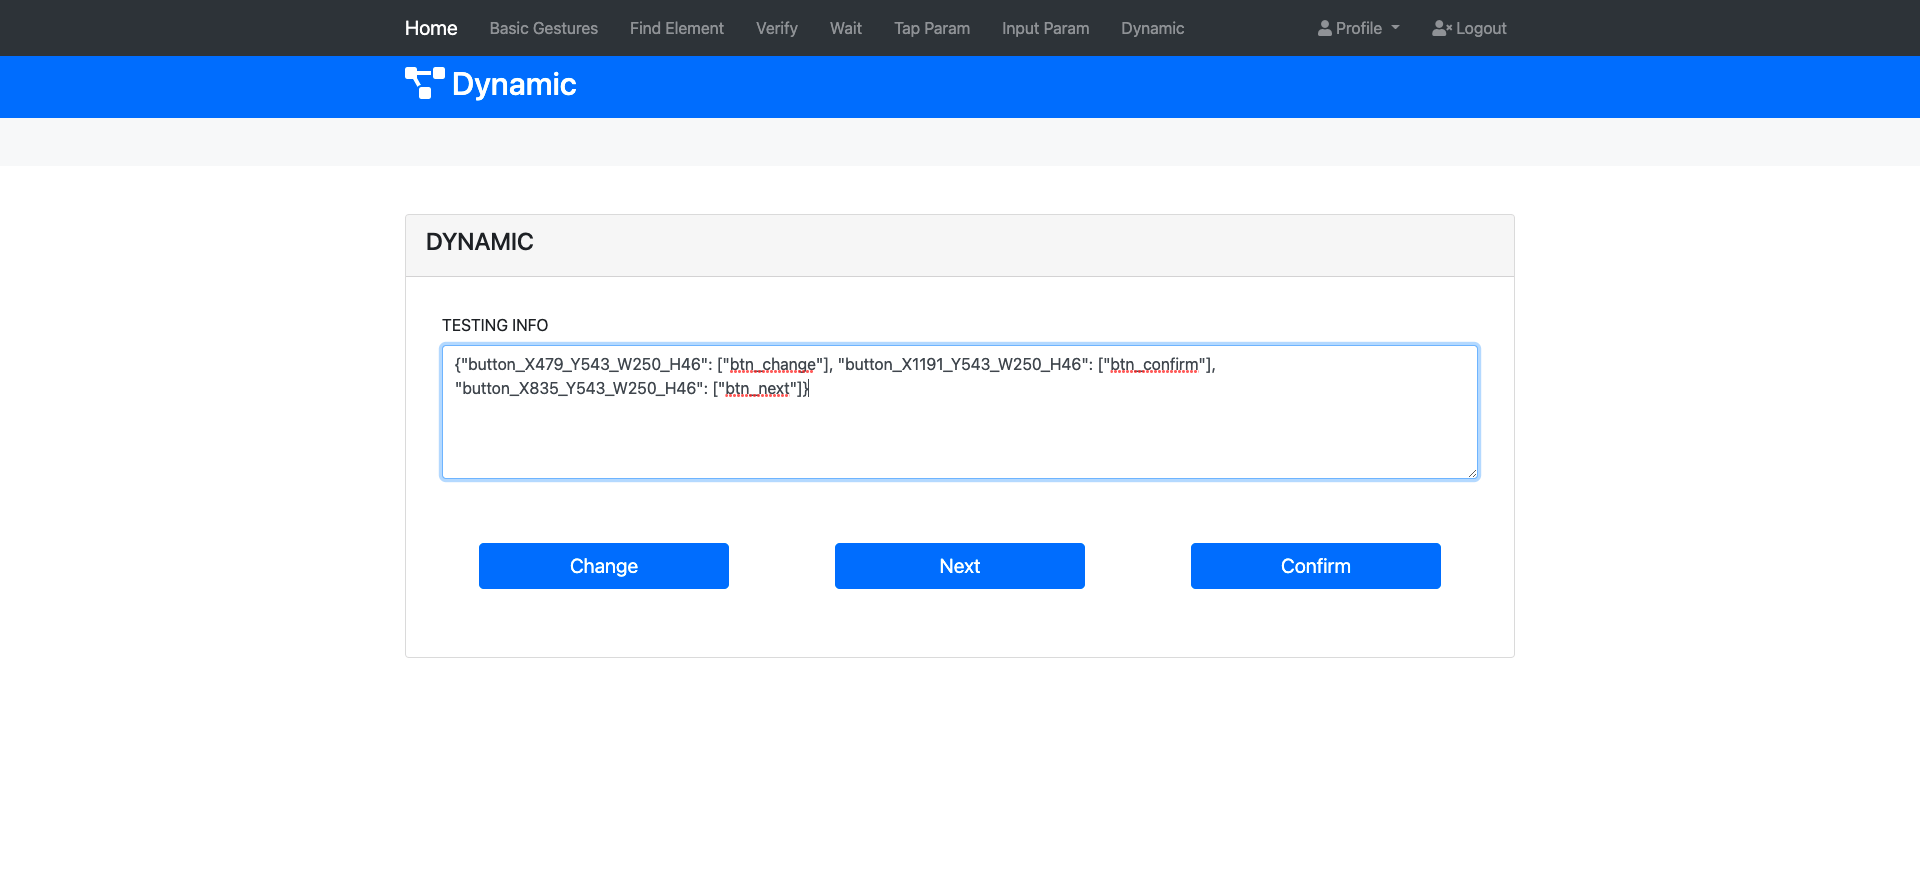 Home Basic Gestures Find Element Verify Wait Tap Param Input Param Dynamic Profile Logout
Dynamic
DYNAMIC
TESTING INFO
{"button_X479_Y543_W250_H46": ["btn_change"], "button_X1191_Y543_W250_H46": ["btn_confirm"],
"button_X835_Y543_W250_H46": ["btn_next"]}
Change Next Confirm